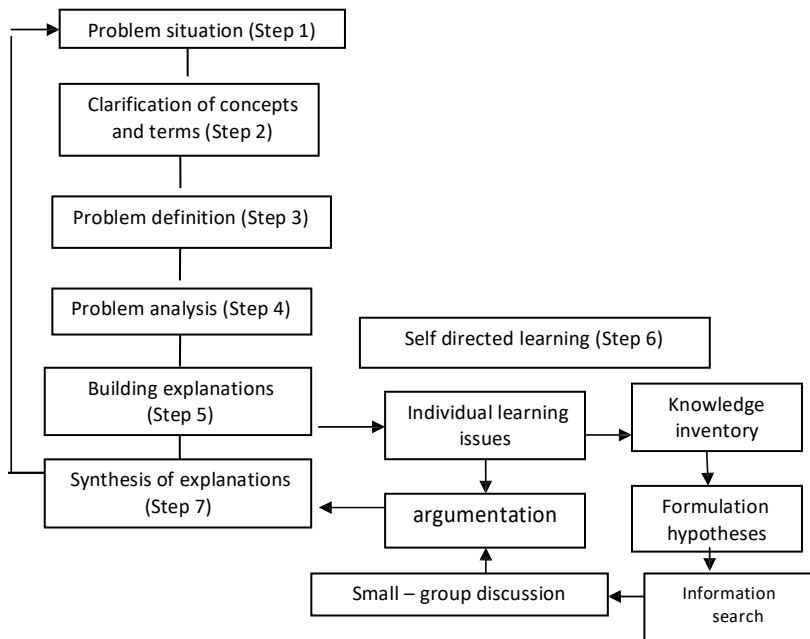 Problem situation (Step 1)
Clarification of concepts
and terms (Step 2)
Problem definition (Step 3)
Problem analysis (Step 4)
Self directed learning (Step 6)
Building explanations
(Step 5)
Individual learning
issues
Knowledge
inventory
Synthesis of explanations
(Step 7)
argumentation
Formulation
hypotheses
Small – group discussion
Information
search